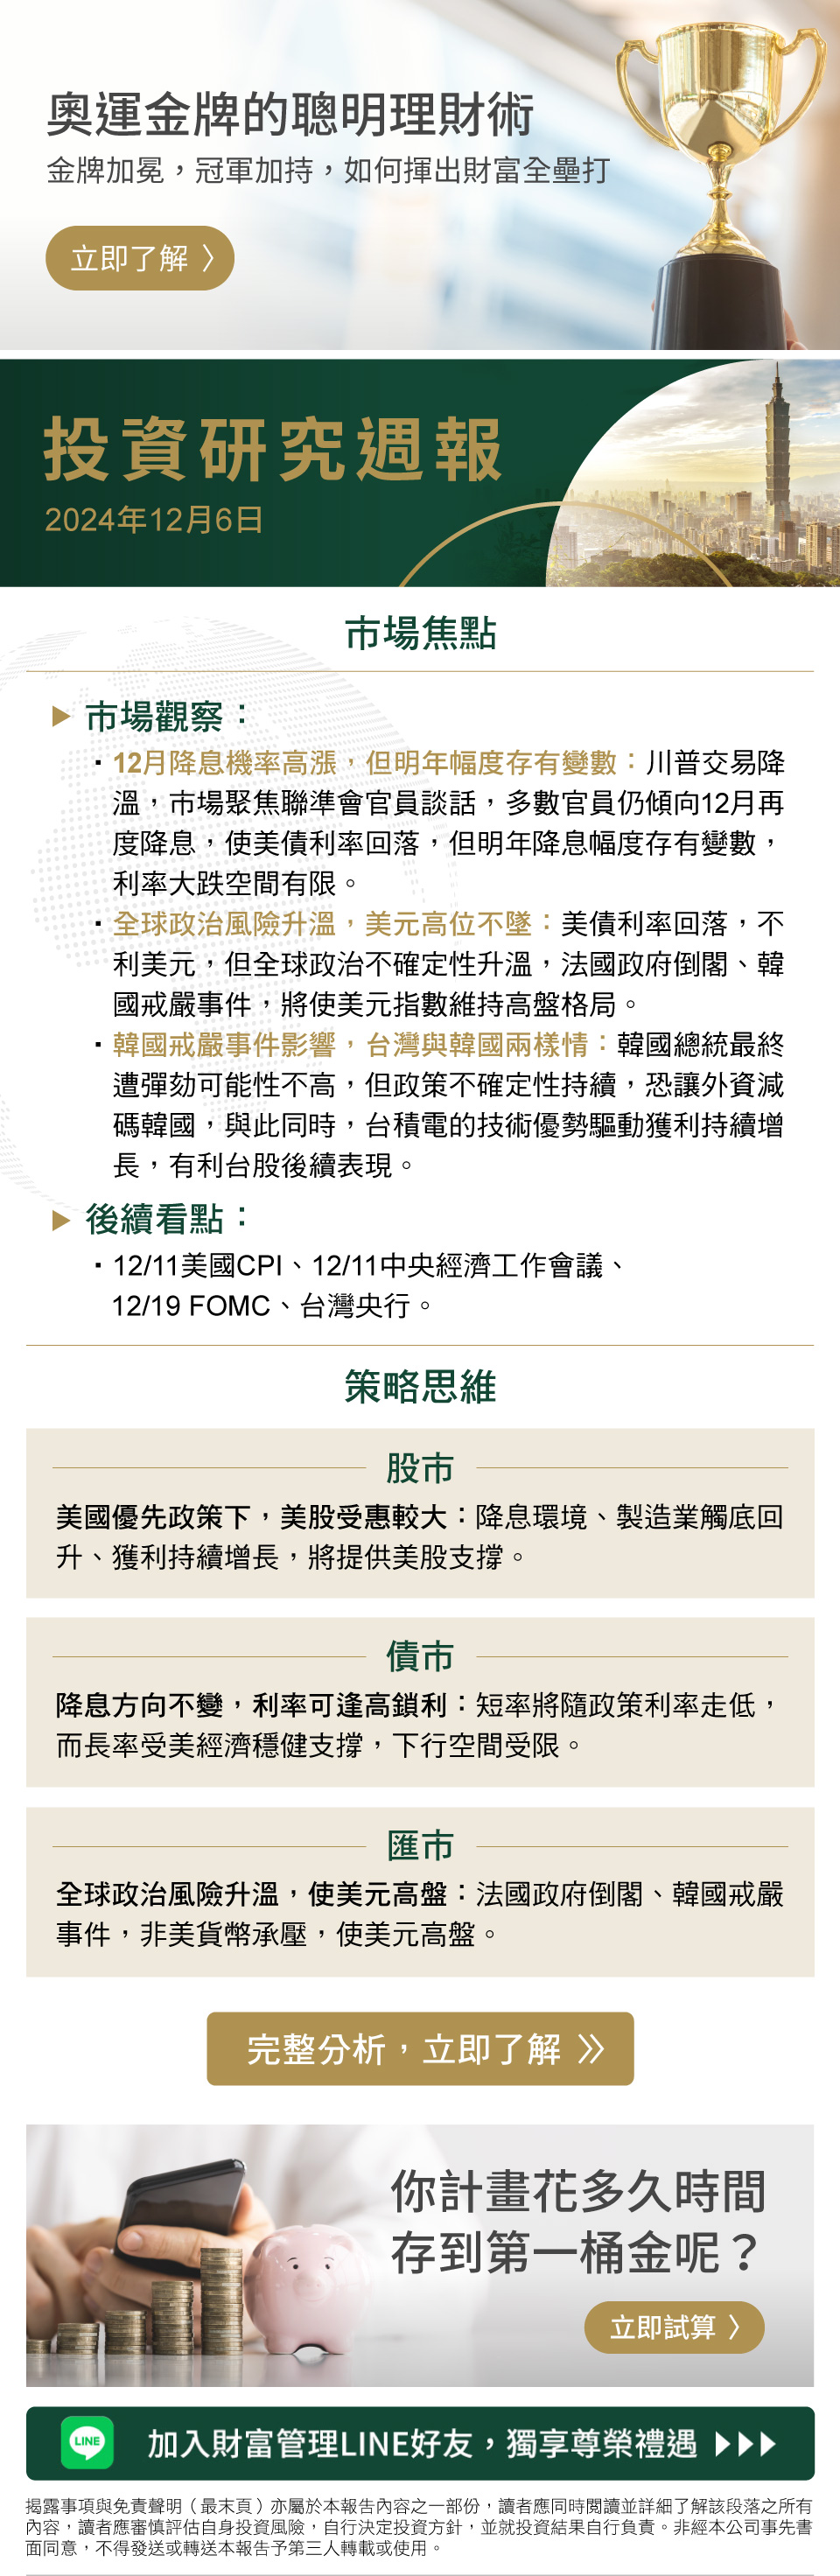 奧運金牌的聰明理財術
金牌加冕，冠軍加持，如何揮出財富全壘打
立即了解 〉
投資研究週報
2024年12月6日
市場焦點
▶ 市場觀察：
▪ 12月降息機率高漲，但明年幅度存有變數：川普交易降
溫，市場聚焦聯準會官員談話，多數官員仍傾向12月再
度降息，使美債利率回落，但明年降息幅度存有變數，
利率大跌空間有限。
▪ 全球政治風險升溫，美元高位不墜：美債利率回落，不
利美元，但全球政治不確定性升溫，法國政府倒閣、韓
國戒嚴事件，將使美元指數維持高盤格局。
▪ 韓國戒嚴事件影響，台灣與韓國兩樣情：韓國總統最終
遭彈劾可能性不高，但政策不確定性持續，恐讓外資減
碼韓國，與此同時，台積電的技術優勢驅動獲利持續增
長，有利台股後續表現。
▶ 後續看點：
▪ 12/11美國CPI、12/11中央經濟工作會議、
12/19 FOMC、台灣央行。
策略思維
股市
美國優先政策下，美股受惠較大：降息環境、製造業觸底回
升、獲利持續增長，將提供美股支撐。
債市
降息方向不變，利率可逢高鎖利：短率將隨政策利率走低，
而長率受美經濟穩健支撐，下行空間受限。
匯市
全球政治風險升溫，使美元高盤：法國政府倒閣、韓國戒嚴
事件，非美貨幣承壓，使美元高盤。
完整分析，立即了解 》
你計畫花多久時間
存到第一桶金呢？
立即試算 〉
LINE 加入財富管理LINE好友，獨享尊榮禮遇 ▶▶▶
揭露事項與免責聲明（最末頁）亦屬於本報告內容之一部份，讀者應同時閱讀並詳細了解該段落之所有
內容，讀者應審慎評估自身投資風險，自行決定投資方針，並就投資結果自行負責。非經本公司事先書
面同意，不得發送或轉送本報告予第三人轉載或使用。